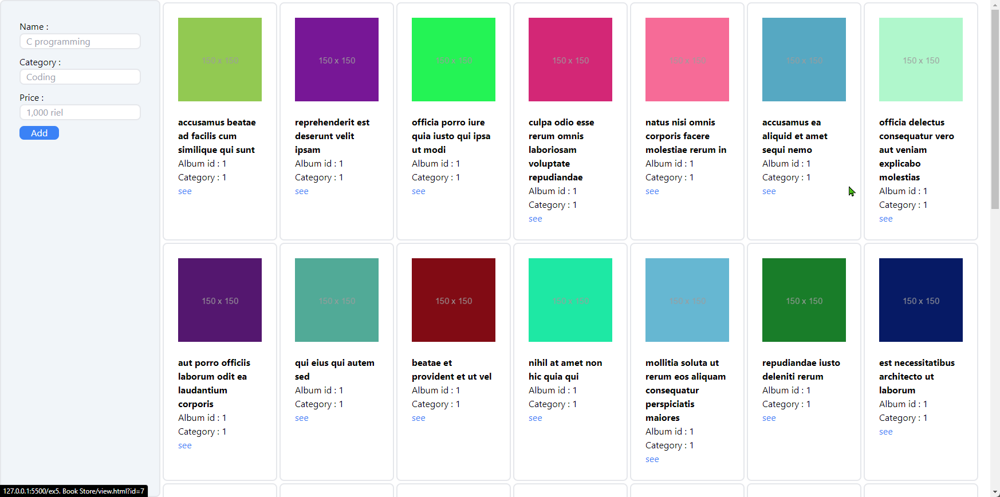 Name :
C programming
Category :
Coding
Price :
1,000 riel
Add
150 x 150
accusamus beatae
ad facilis cum
similique qui sunt
Album id : 1
Category : 1
see
150 x 150
reprehenderit est
deserunt velit
ipsam
Album id : 1
Category : 1
see
150 x 150
officia porro iure
quia iusto qui ipsa
ut modi
Album id : 1
Category : 1
see
150 x 150
culpa odio esse
rerum omnis
laboriosam
voluptate
repudiandae
Album id : 1
Category : 1
see
150 x 150
natus nisi omnis
corporis facere
molestiae rerum in
Album id : 1
Category : 1
see
150 x 150
accusamus ea
aliquid et amet
sequi nemo
Album id : 1
Category : 1
see
150 x 150
officia delectus
consequatur vero
aut veniam
explicabo
molestias
Album id : 1
Category : 1
see
150 x 150
aut porro officiis
laborum odit ea
laudantium
corporis
Album id : 1
Category : 1
see
150 x 150
qui eius qui autem
sed
Album id : 1
Category : 1
see
150 x 150
beatae et
provident et ut vel
Album id : 1
Category : 1
see
150 x 150
nihil at amet non
hic quia qui
Album id : 1
Category : 1
see
150 x 150
mollitia soluta ut
rerum eos aliquam
consequatur
perspiciatis
maiores
Album id : 1
Category : 1
see
150 x 150
repudiandae iusto
deleniti rerum
Album id : 1
Category : 1
see
150 x 150
est necessitatibus
architecto ut
laborum
Album id : 1
Category : 1
see
127.0.0.1:5500/ex5. Book Store/view.html?id=7